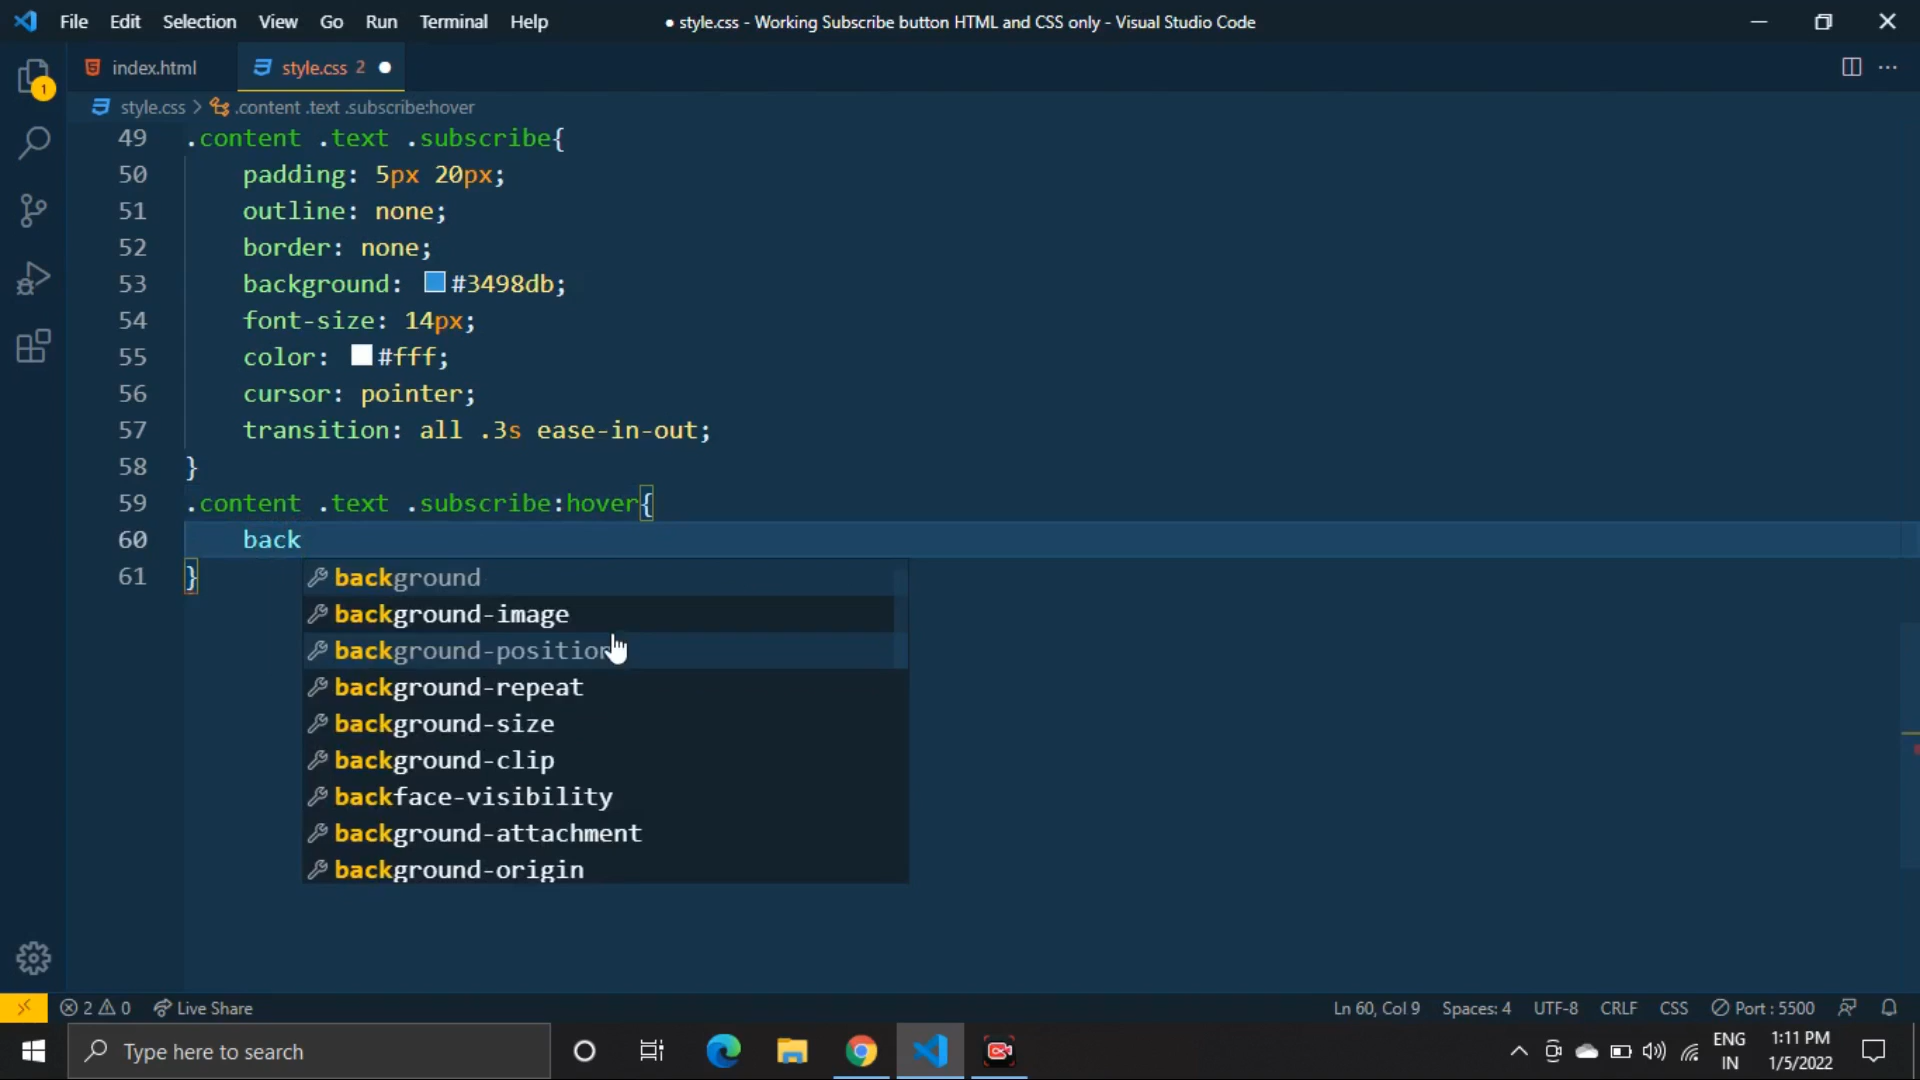 File Edit Selection View Go Run Terminal Help ● style.css - Working Subscribe button HTML and CSS only - Visual Studio Code
index.html style.css 2 ●
style.css > .content .text .subscribe:hover
49 .content .text .subscribe{
50 padding: 5px 20px;
51 outline: none;
52 border: none;
53 background: #3498db;
54 font-size: 14px;
55 color: #fff;
56 cursor: pointer;
57 transition: all .3s ease-in-out;
58 }
59 .content .text .subscribe:hover{
60 back
61 }
background
background-image
background-position
background-repeat
background-size
background-clip
backface-visibility
background-attachment
background-origin
1
2 0 Live Share Ln 60, Col 9 Spaces: 4 UTF-8 CRLF CSS Port : 5500
Type here to search
ENG
IN
1:11 PM
1/5/2022